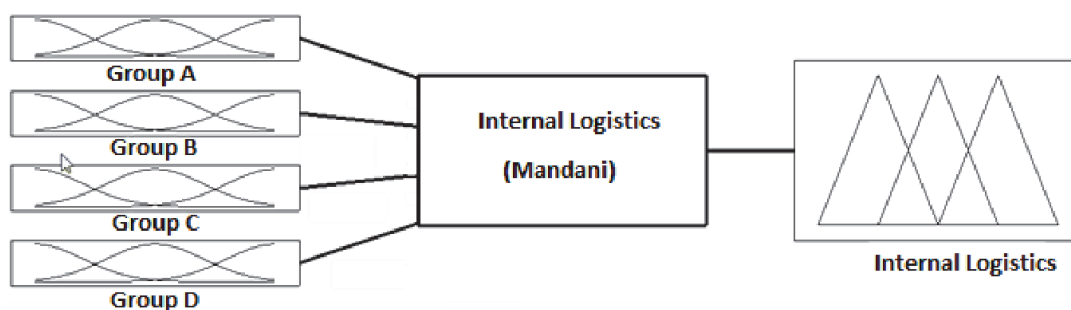 Group A
Group B
Group C
Group D
Internal Logistics
(Mandani)
Internal Logistics